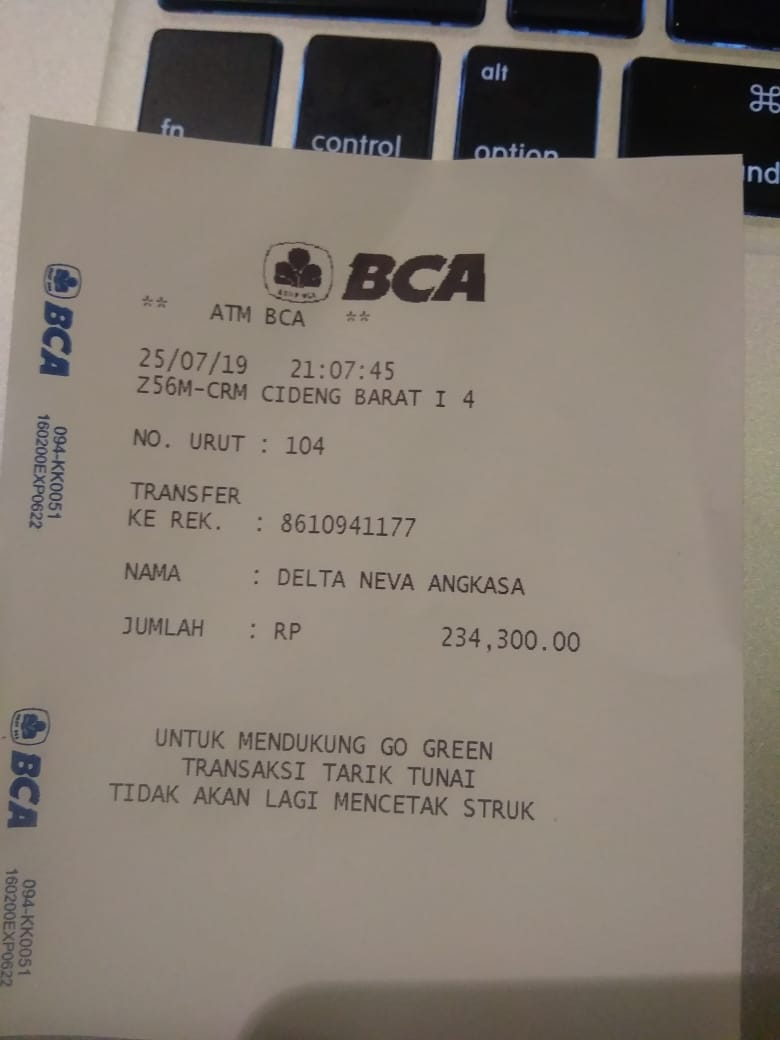 alt
fn
control
option
⌘
BCA
** ATM BCA **
25/07/19 21:07:45
Z56M-CRM CIDENG BARAT I 4
NO. URUT : 104
TRANSFER
KE REK. : 8610941177
NAMA : DELTA NEVA ANGKASA
JUMLAH : RP 234,300.00
UNTUK MENDUKUNG GO GREEN
TRANSAKSI TARIK TUNAI
TIDAK AKAN LAGI MENCETAK STRUK
BCA
094-KK0051
160200EXP0622
BCA
094-KK0051
160200EXP0622